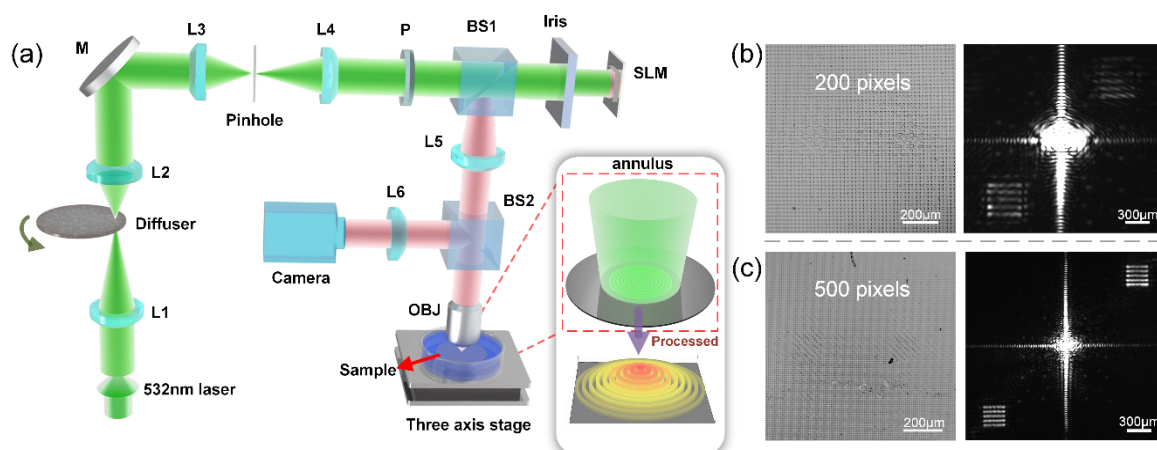 (a)
M
L3
L4
P
BS1
Iris
SLM
Pinhole
L5
L2
Diffuser
L6
BS2
Camera
L1
OBJ
Sample
532nm laser
Three axis stage
annulus
Processed
(b)
200 pixels
200μm
300μm
(c)
500 pixels
200μm
300μm